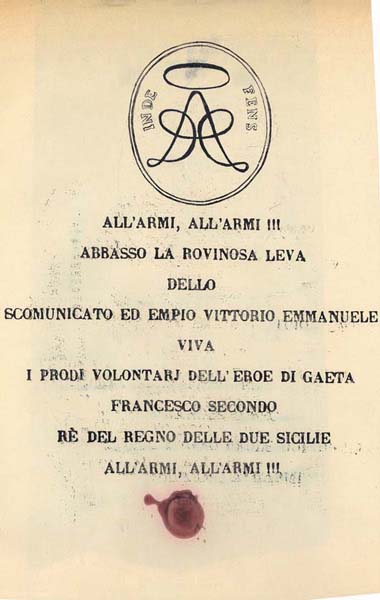 INDE
ALL'ARMI, ALL'ARMI !!!
ABBASSO LA ROVINOSA LEVA
DELLO
SCOMUNICATO ED EMPIO VITTORIO EMMANUELE
VIVA
I PRODI VOLONTARJ DELL'EROE DI GAETA
FRANCESCO SECONDO
RÈ DEL REGNO DELLE DUE SICILIE
ALL'ARMI, ALL'ARMI !!!